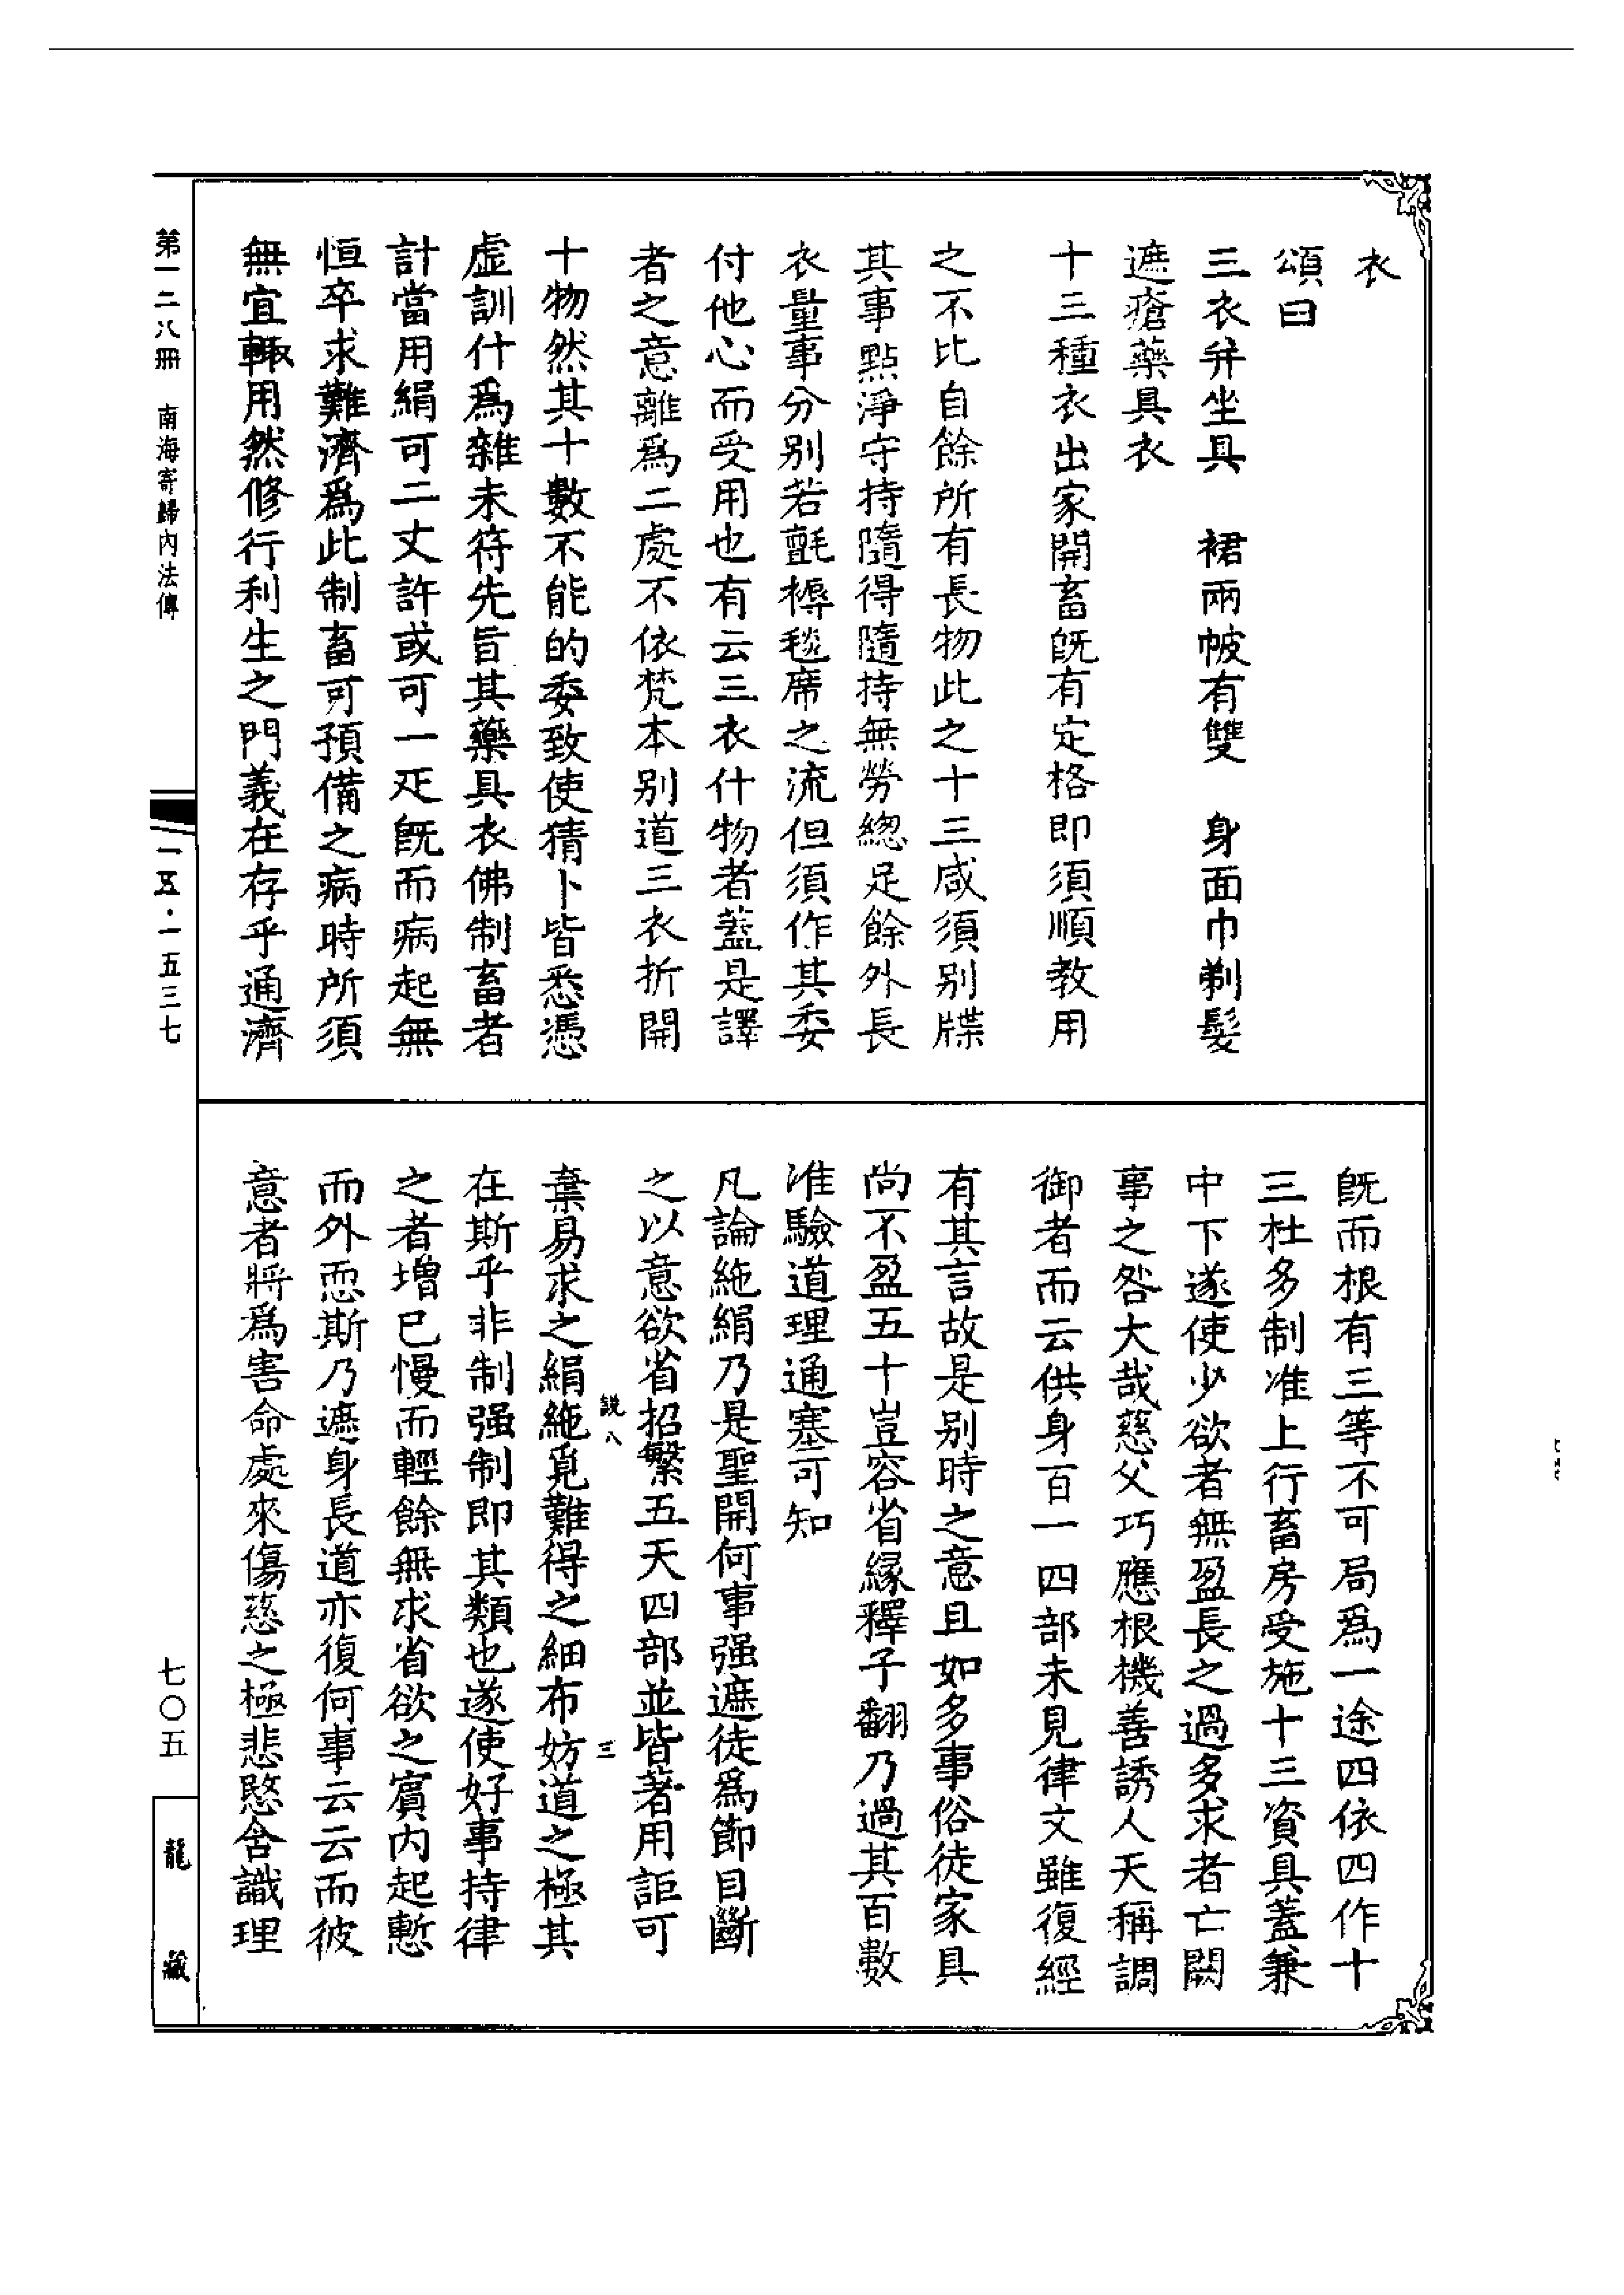 衣
頌曰
三衣幷坐具　裙兩帔有雙　身面巾剃髮
遮瘡藥具衣
十三種衣出家開畜旣有定格即須順教用
之不比自餘所有長物此之十三咸須别牒
其事點淨守持隨得隨持無勞緫足餘外長
衣量事分别若氈褥毯席之流但須作其委
付他心而受用也有云三衣什物者蓋是譯
者之意離爲二處不依梵本别道三衣折開
十物然其十數不能的委致使猜卜皆悉憑
虚訓什爲雜未符先旨其藥具衣佛制畜者
計當用絹可二丈許或可一疋旣而病起無
恒卒求難濟爲此制畜可預備之病時所須
無宜輙用然修行利生之門義在存乎通濟
旣而根有三等不可局爲一途四依四作十
三杜多制准上行畜房受施十三資具蓋兼
中下遂使少欲者無盈長之過多求者亡闕
事之咎大哉慈父巧應根機善誘人天稱調
御者而云供身百一四部未見律文雖復經
有其言故是别時之意且如多事俗徒家具
尚不盈五十豈容省緣釋子翻乃過其百數
准驗道理通塞可知
凡論絁絹乃是聖開何事强遮徒爲節目斷
之以意欲省招繁五天四部並皆著用詎可
棄易求之絹絁覓難得之細布妨道之極其
說八
三
在斯乎非制强制即其類也遂使好事持律
之者增已慢而輕餘無求省欲之賔内起慙
而外恧斯乃遮身長道亦復何事云云而彼
意者將爲害命處來傷慈之極悲愍含識理
第一二八冊　南海寄歸內法傳
一一五·一五三七
七〇五
龍藏